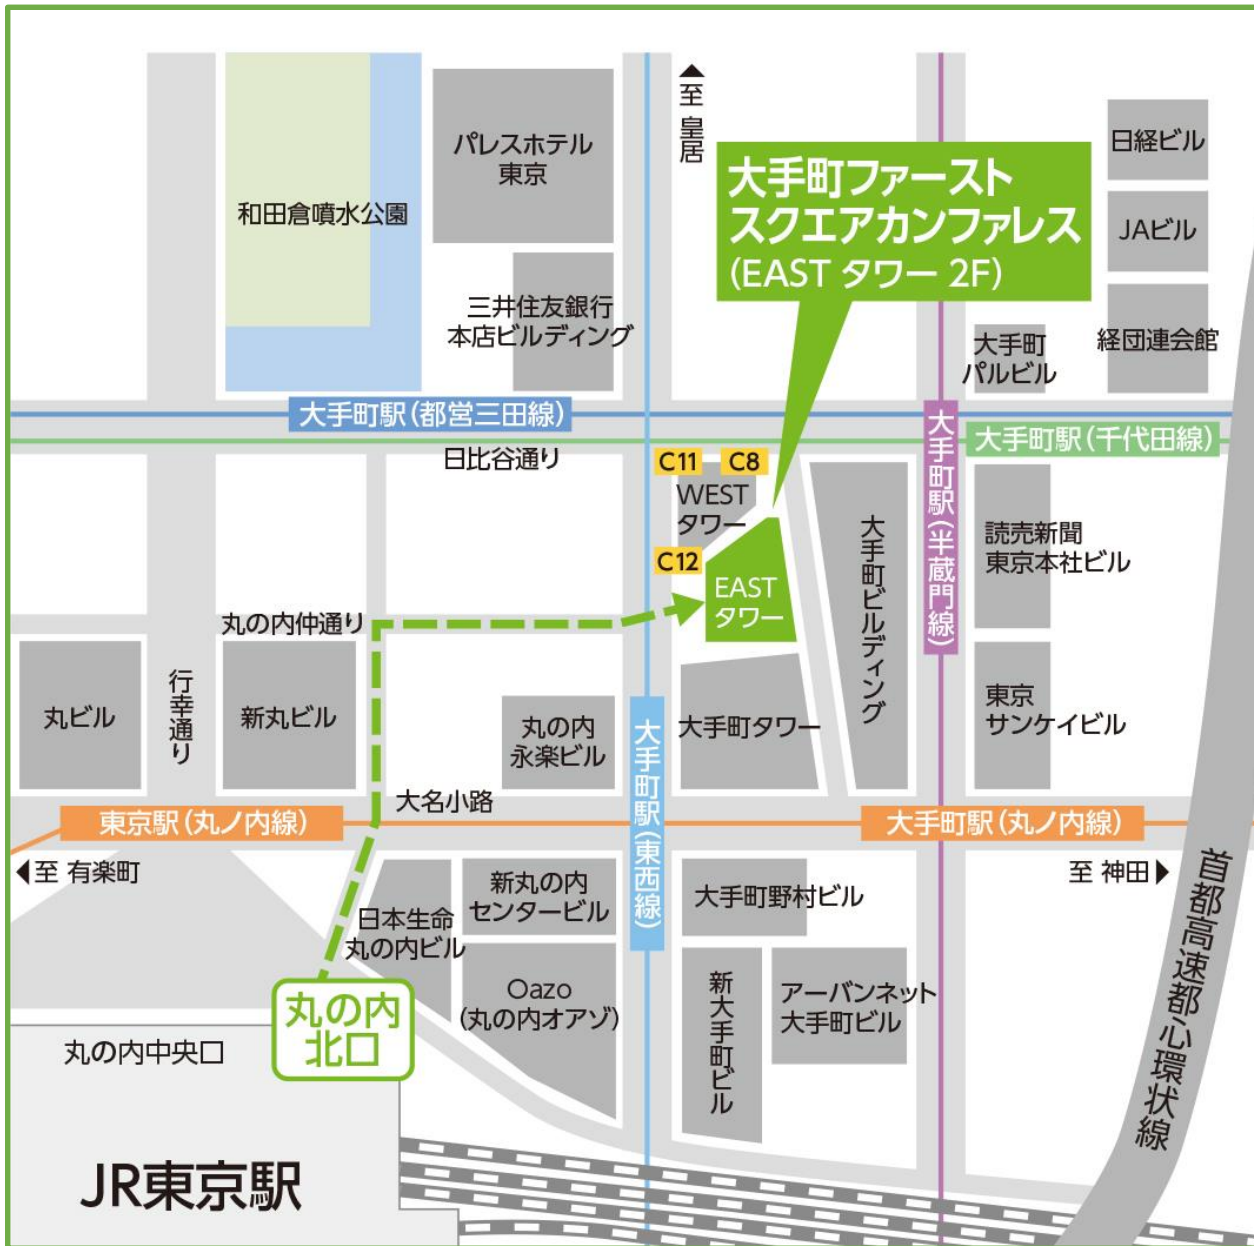 至 皇居
パレスホテル
東京
和田倉噴水公園
三井住友銀行
本店ビルディング
大手町ファースト
スクエアカンファレス
(EAST タワー 2F)
日経ビル
JAビル
経団連会館
大手町
パルビル
大手町駅(都営三田線)
大手町駅(千代田線)
日比谷通り
C11
C8
WEST
タワー
C12
EAST
タワー
大手町ビルディング
大手町駅(半蔵門線)
読売新聞
東京本社ビル
丸の内仲通り
丸ビル
行幸通り
新丸ビル
丸の内
永楽ビル
大手町駅(東西線)
大手町タワー
東京
サンケイビル
大名小路
東京駅(丸ノ内線)
大手町駅(丸ノ内線)
至 有楽町
至 神田
日本生命
丸の内ビル
新丸の内
センタービル
Oazo
(丸の内オアゾ)
大手町野村ビル
新大手町ビル
アーバンネット
大手町ビル
首都高速都心環状線
丸の内
北口
丸の内中央口
JR東京駅